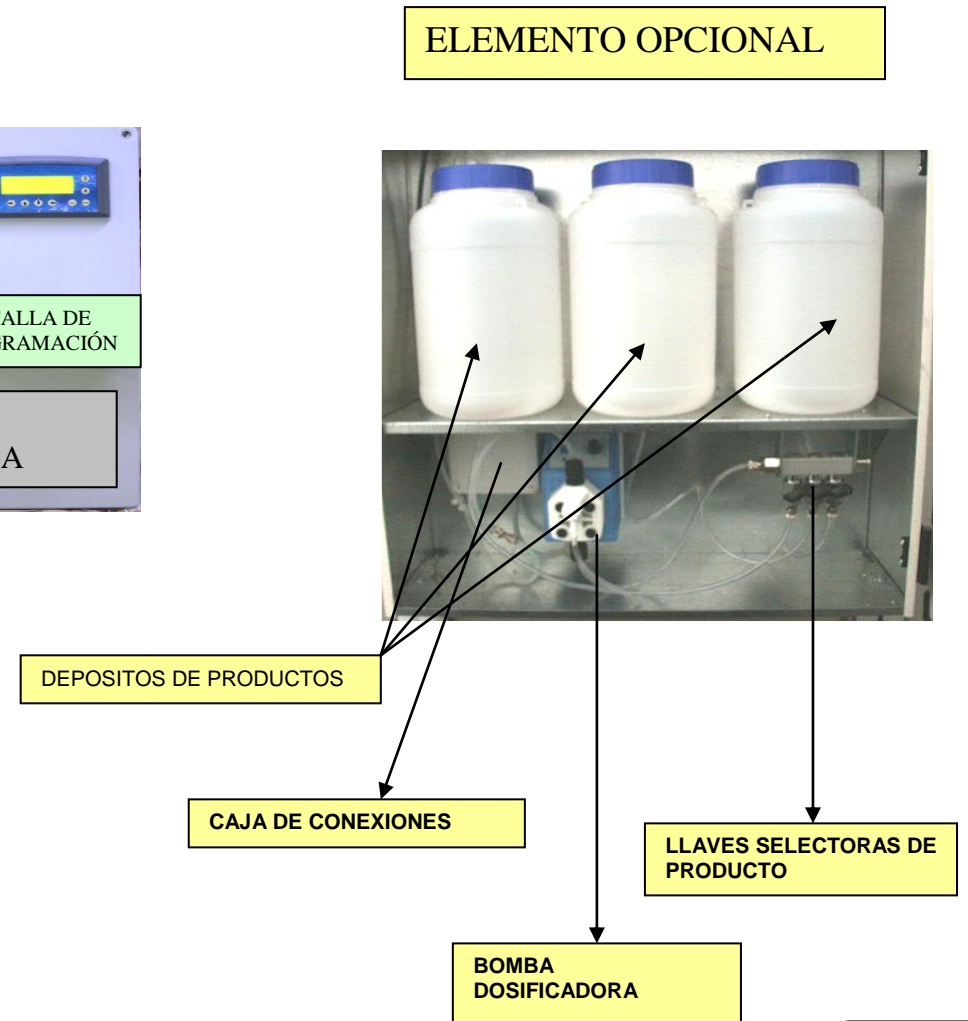 ELEMENTO OPCIONAL
ALLA DE
GRAMACIÓN
A
DEPOSITOS DE PRODUCTOS
CAJA DE CONEXIONES
LLAVES SELECTORAS DE
PRODUCTO
BOMBA
DOSIFICADORA